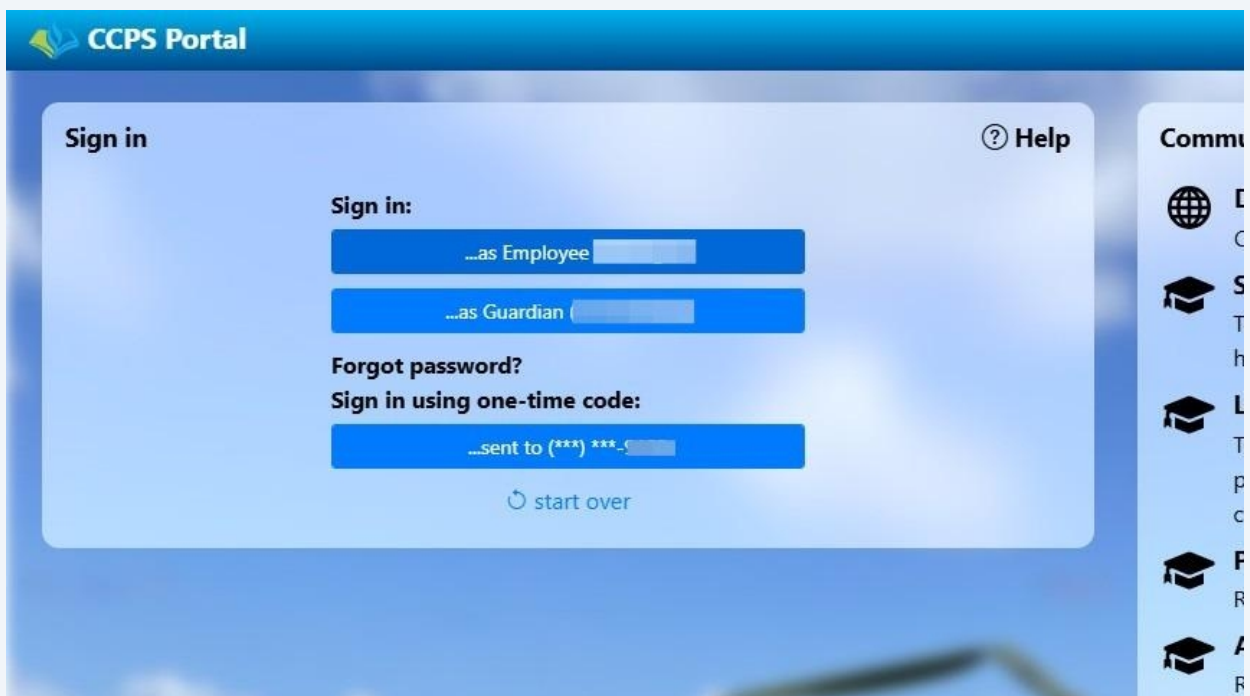 CCPS Portal
Sign in
Help
Sign in:
...as Employee
...as Guardian (
Forgot password?
Sign in using one-time code:
...sent to (***) ***-
start over